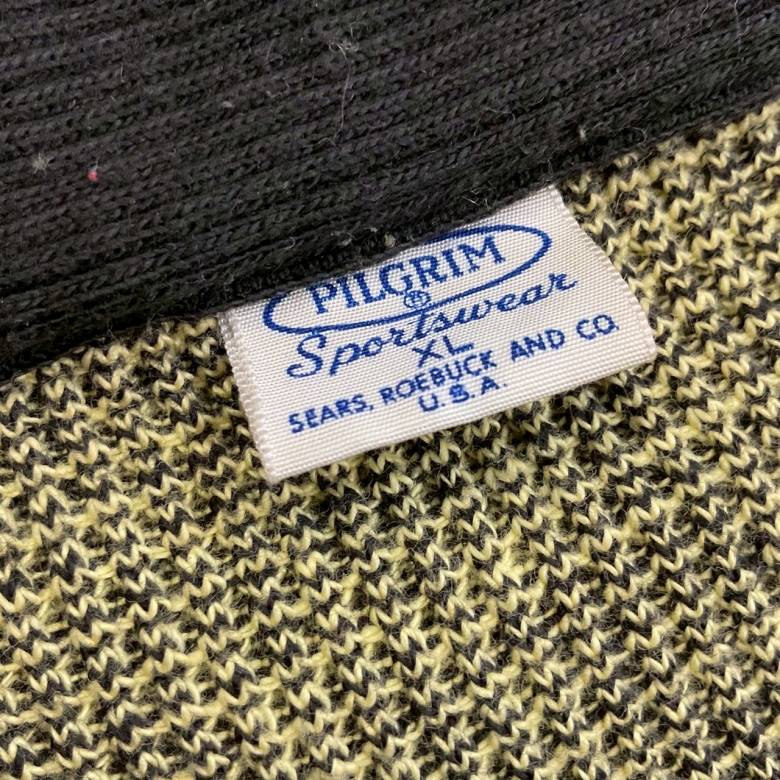 PILGRIM
®
Sportswear
XL
SEARS, ROEBUCK AND CO.
U.S.A.